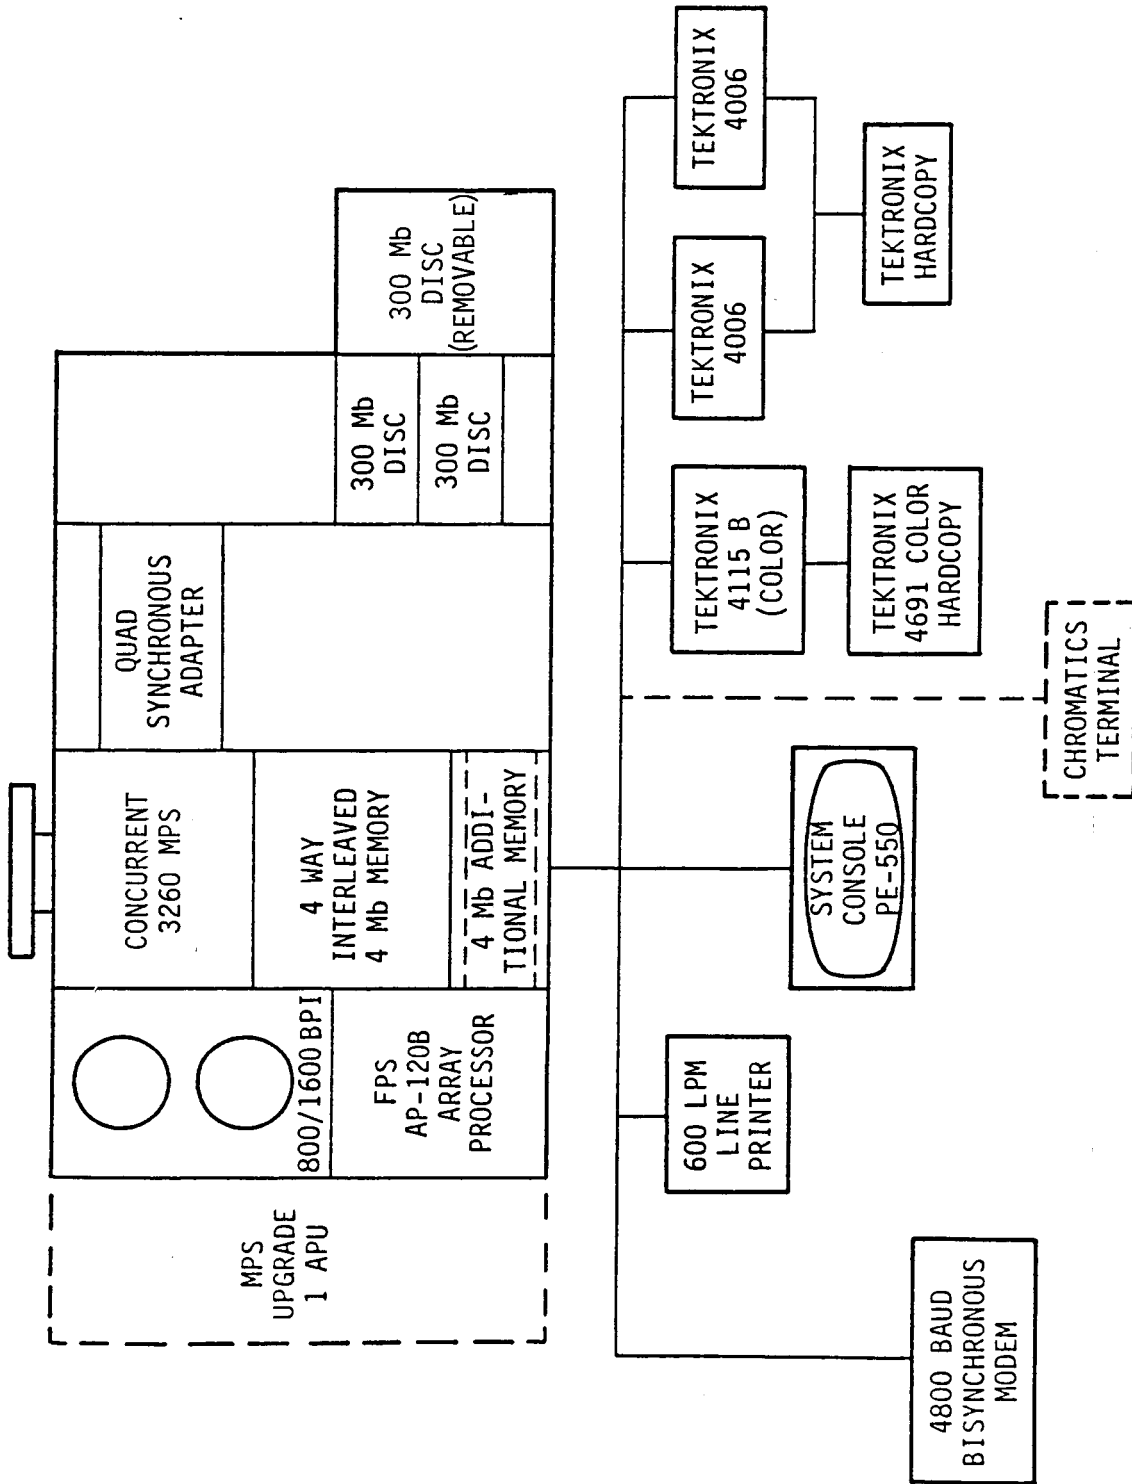 MPS
UPGRADE
1 APU
800/1600 BPI
FPS
AP-120B
ARRAY
PROCESSOR
CONCURRENT
3260 MPS
4 WAY
INTERLEAVED
4 Mb MEMORY
4 Mb ADDI-
TIONAL MEMORY
QUAD
SYNCHRONOUS
ADAPTER
300 Mb
DISC
300 Mb
DISC
300 Mb
DISC
(REMOVABLE)
4800 BAUD
BISYNCHRONOUS
MODEM
600 LPM
LINE
PRINTER
SYSTEM
CONSOLE
PE-550
CHROMATICS
TERMINAL
TEKTRONIX
4115 B
(COLOR)
TEKTRONIX
4691 COLOR
HARDCOPY
TEKTRONIX
4006
TEKTRONIX
4006
TEKTRONIX
HARDCOPY